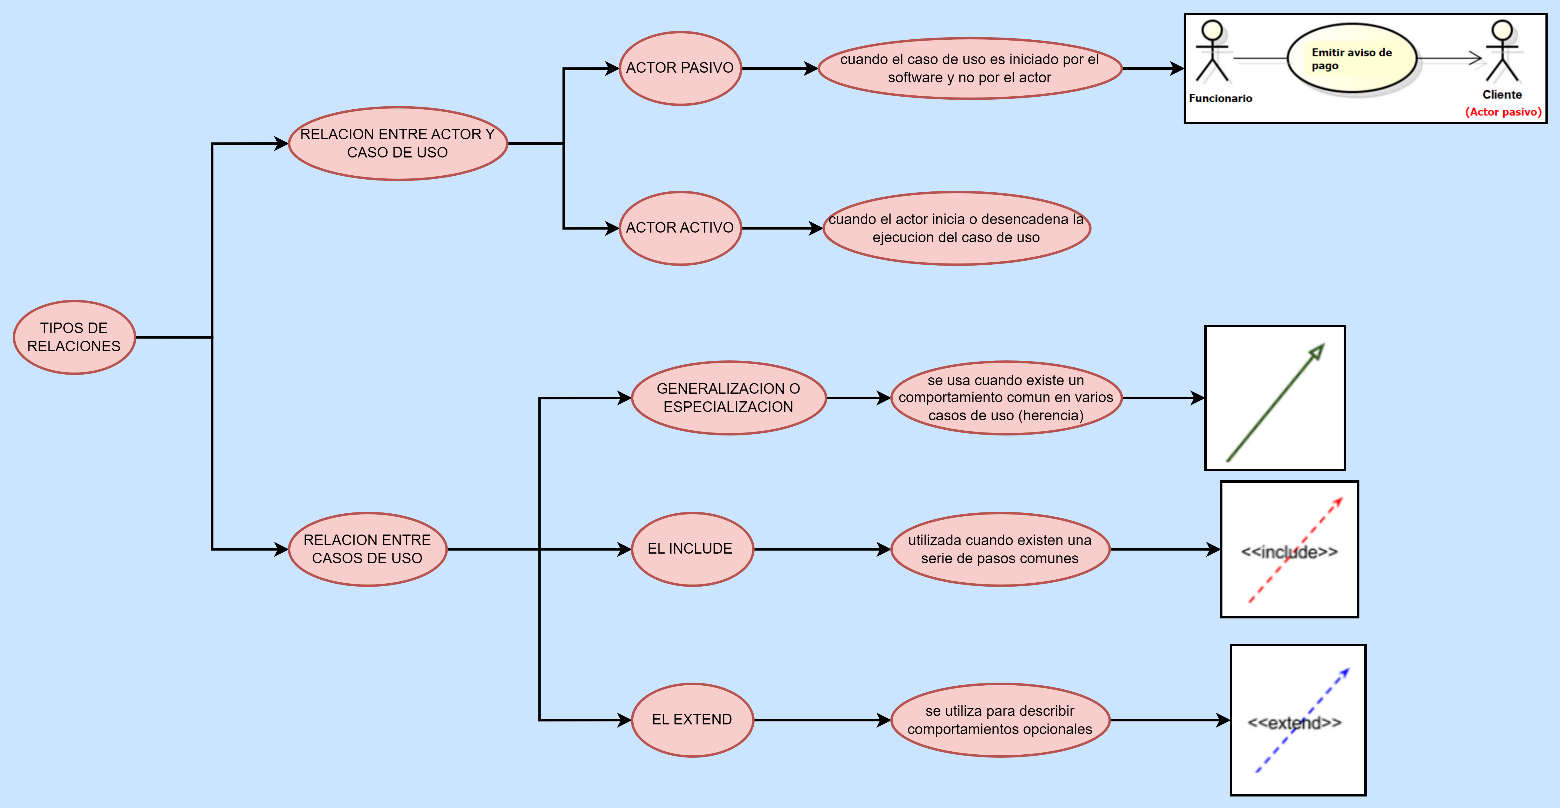 TIPOS DE
RELACIONES
RELACION ENTRE ACTOR Y
CASO DE USO
ACTOR PASIVO
cuando el caso de uso es iniciado por el
software y no por el actor
Emitir aviso de
pago
Funcionario
Cliente
(Actor pasivo)
ACTOR ACTIVO
cuando el actor inicia o desencadena la
ejecucion del caso de uso
RELACION ENTRE
CASOS DE USO
GENERALIZACION O
ESPECIALIZACION
se usa cuando existe un
comportamiento comun en varios
casos de uso (herencia)
EL INCLUDE
utilizada cuando existen una
serie de pasos comunes
<<include>>
EL EXTEND
se utiliza para describir
comportamientos opcionales
<<extend>>